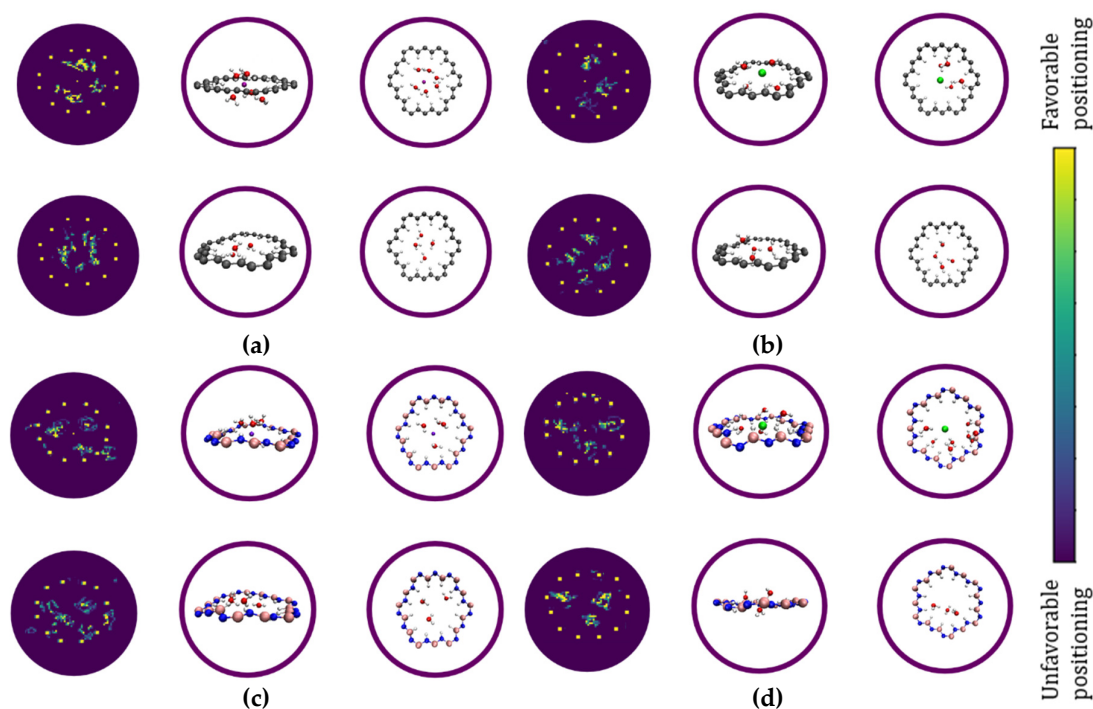 Favorable
positioning
(a)
(b)
(c)
(d)
Unfavorable
positioning